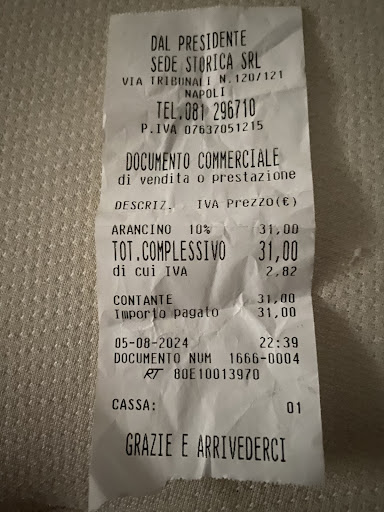 DAL PRESIDENTE
SEDE STORICA SRL
VIA TRIBUNALI N.120/121
NAPOLI
TEL.081 296710
P.IVA 07637051215
DOCUMENTO COMMERCIALE
di vendita o prestazione
DESCRIZ. IVA Prezzo(€)
ARANCINO 10% 31,00
TOT.COMPLESSIVO 31,00
di cui IVA 2,82
CONTANTE 31,00
Importo pagato 31,00
05-08-2024 22:39
DOCUMENTO NUM 1666-0004
RT 80E10013970
CASSA: 01
GRAZIE E ARRIVEDERCI